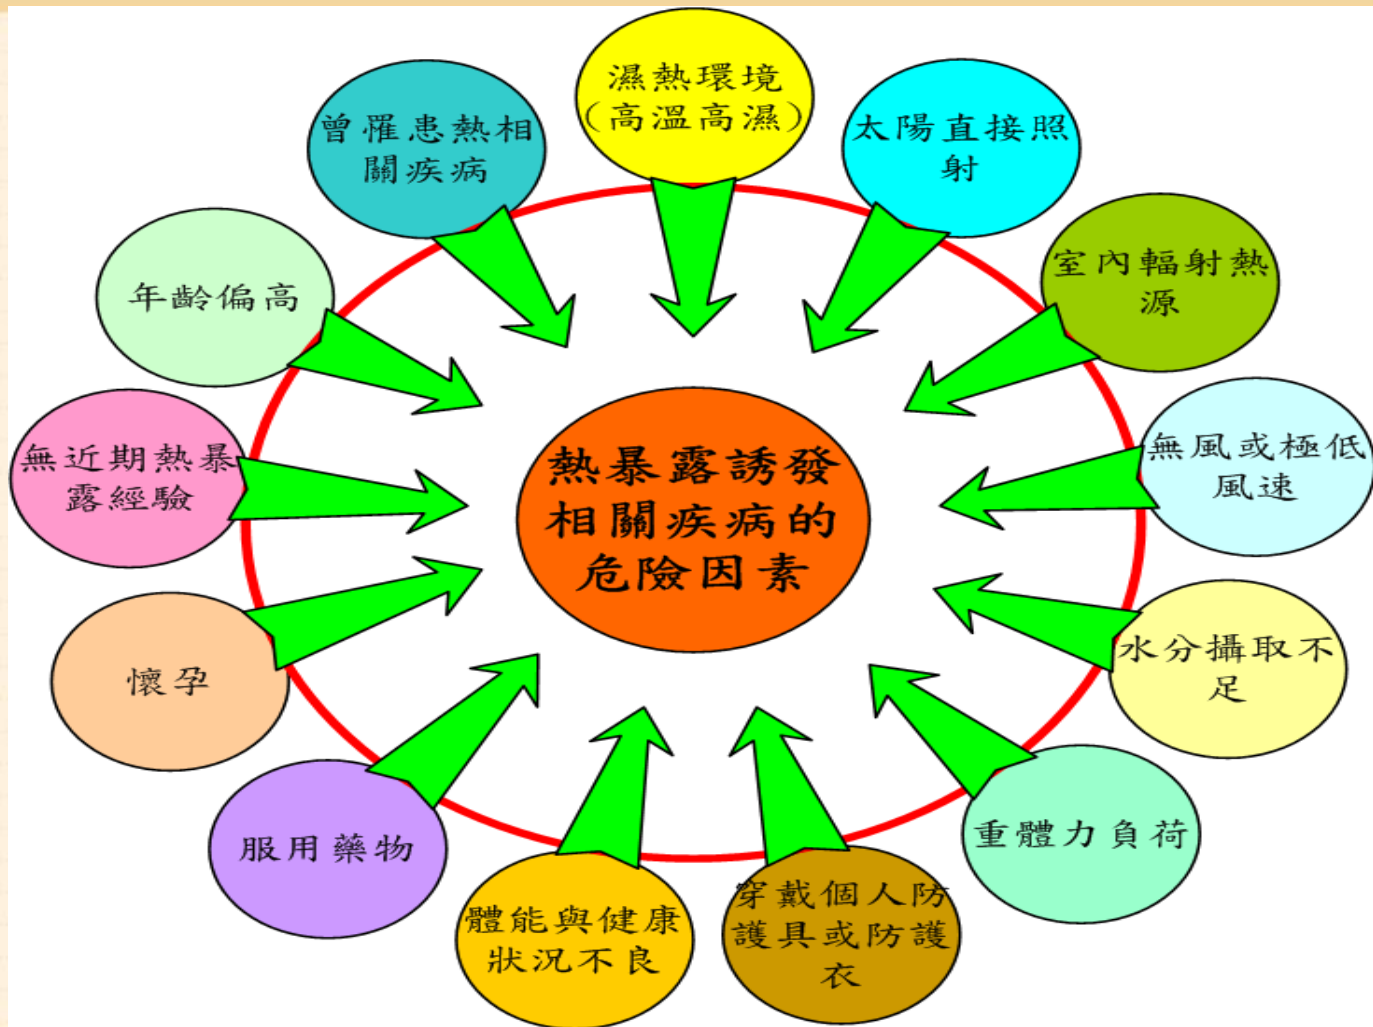 濕熱環境
(高溫高濕)
太陽直接照
射
室內輻射熱
源
無風或極低
風速
水分攝取不
足
重體力負荷
穿戴個人防
護具或防護
衣
體能與健康
狀況不良
服用藥物
懷孕
無近期熱暴
露經驗
年齡偏高
曾罹患熱相
關疾病
熱暴露誘發
相關疾病的
危險因素